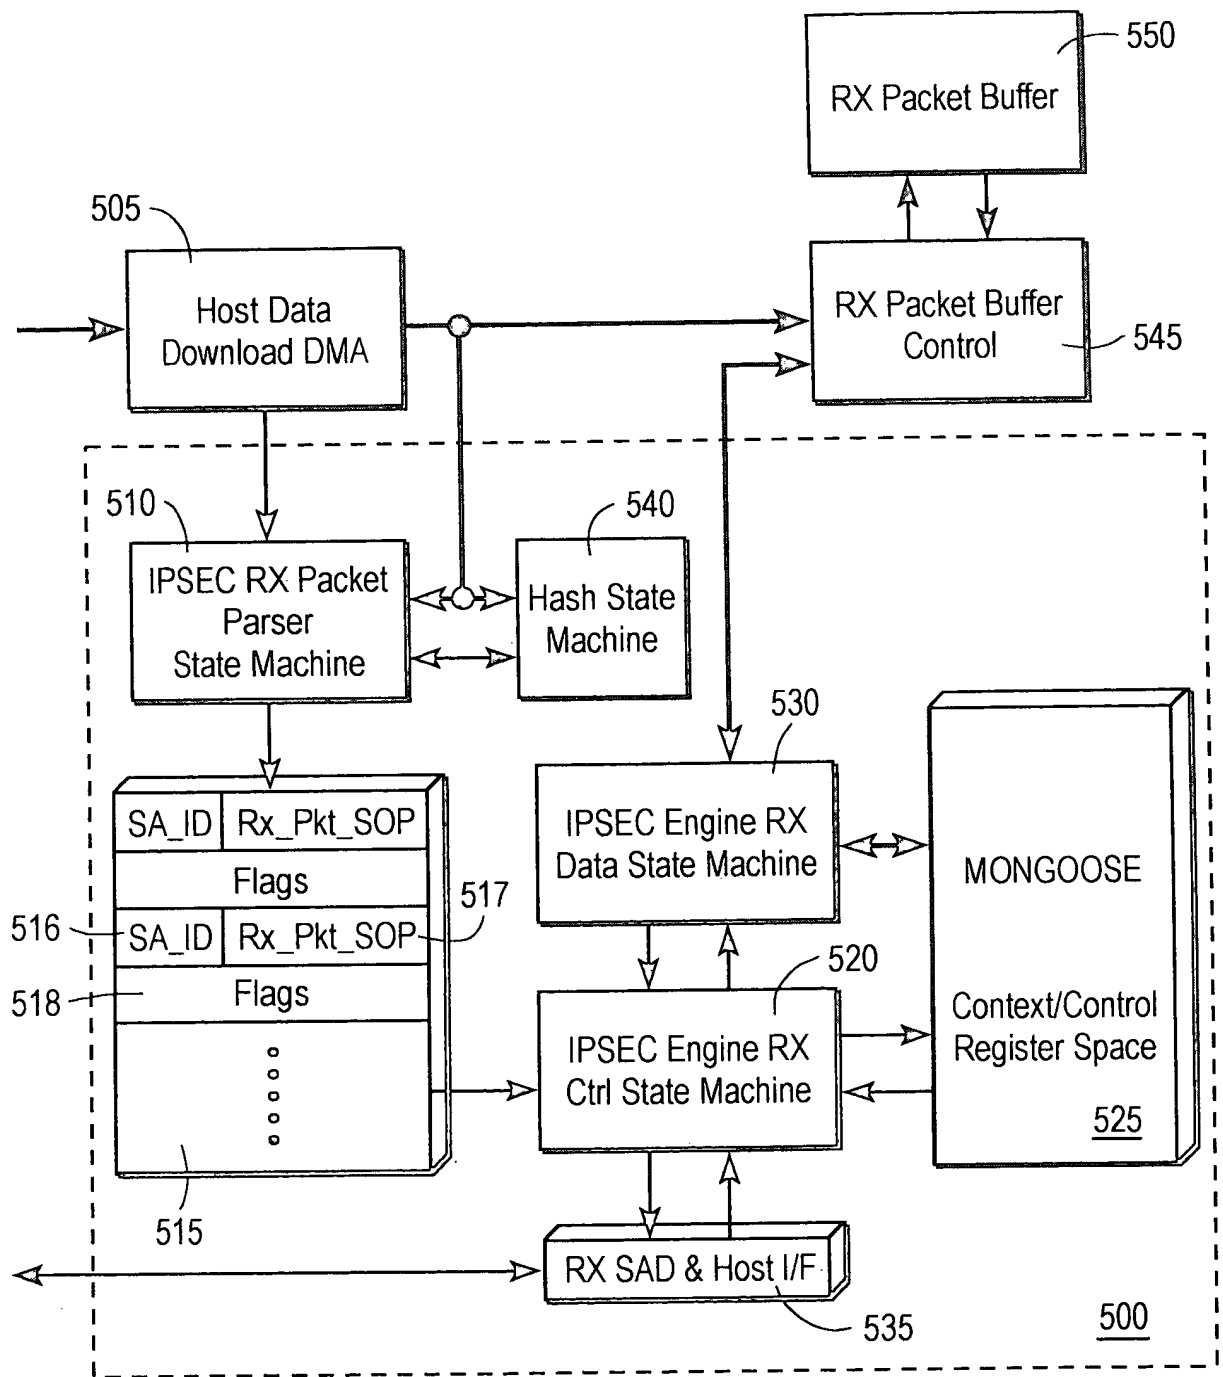 550
RX Packet Buffer
505
Host Data
Download DMA
RX Packet Buffer
Control
545
510
540
IPSEC RX Packet
Parser
State Machine
Hash State
Machine
530
SA_ID
Rx_Pkt_SOP
IPSEC Engine RX
Data State Machine
Flags
517
MONGOOSE
516
SA_ID
Rx_Pkt_SOP
520
518
Flags
IPSEC Engine RX
Ctrl State Machine
Context/Control
Register Space
525
515
RX SAD & Host I/F
535
500